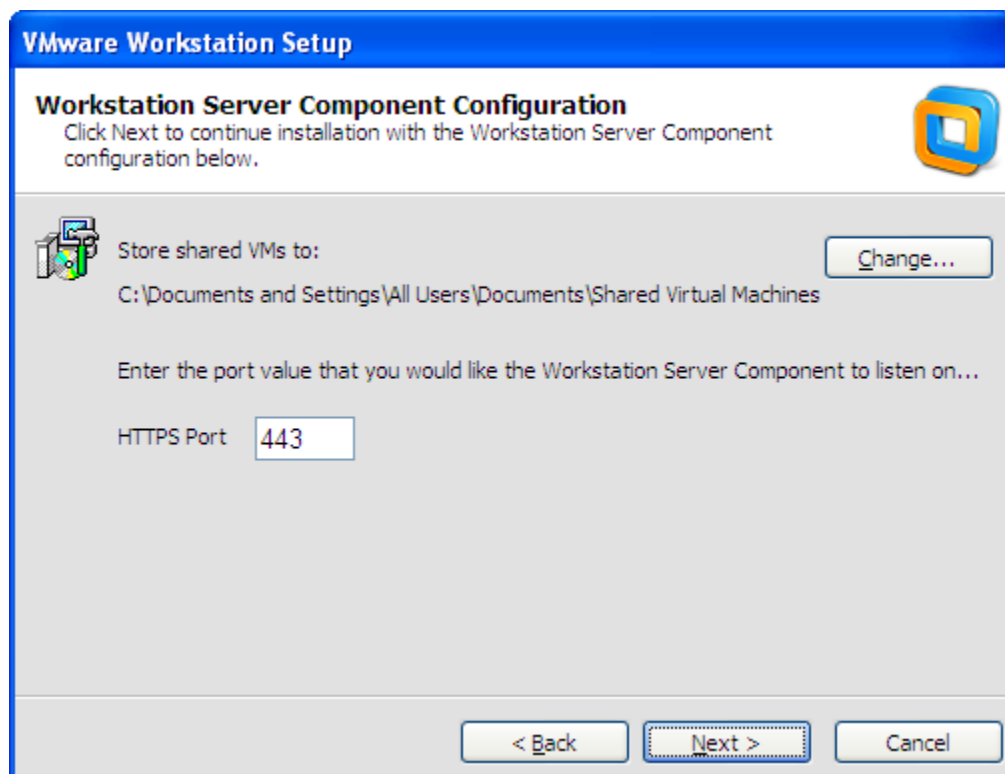 VMware Workstation Setup
Workstation Server Component Configuration
Click Next to continue installation with the Workstation Server Component
configuration below.
Store shared VMs to:
Change...
C:\Documents and Settings\All Users\Documents\Shared Virtual Machines
Enter the port value that you would like the Workstation Server Component to listen on...
HTTPS Port 443
< Back Next > Cancel